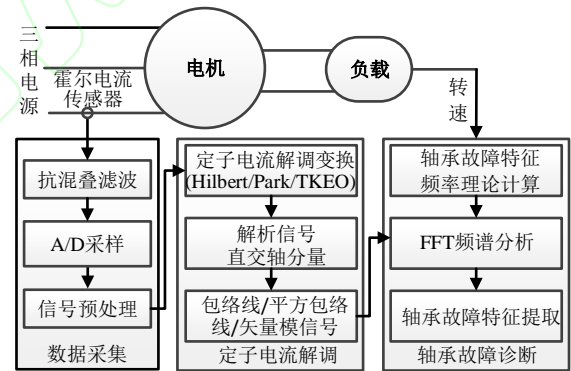 三
相
电
源
霍尔电流
传感器
电机
负载
转
速
抗混叠滤波
A/D采样
信号预处理
数据采集
定子电流解调变换
(Hilbert/Park/TKEO)
解析信号
直交轴分量
包络线/平方包络
线/矢量模信号
定子电流解调
轴承故障特征
频率理论计算
FFT频谱分析
轴承故障特征提取
轴承故障诊断